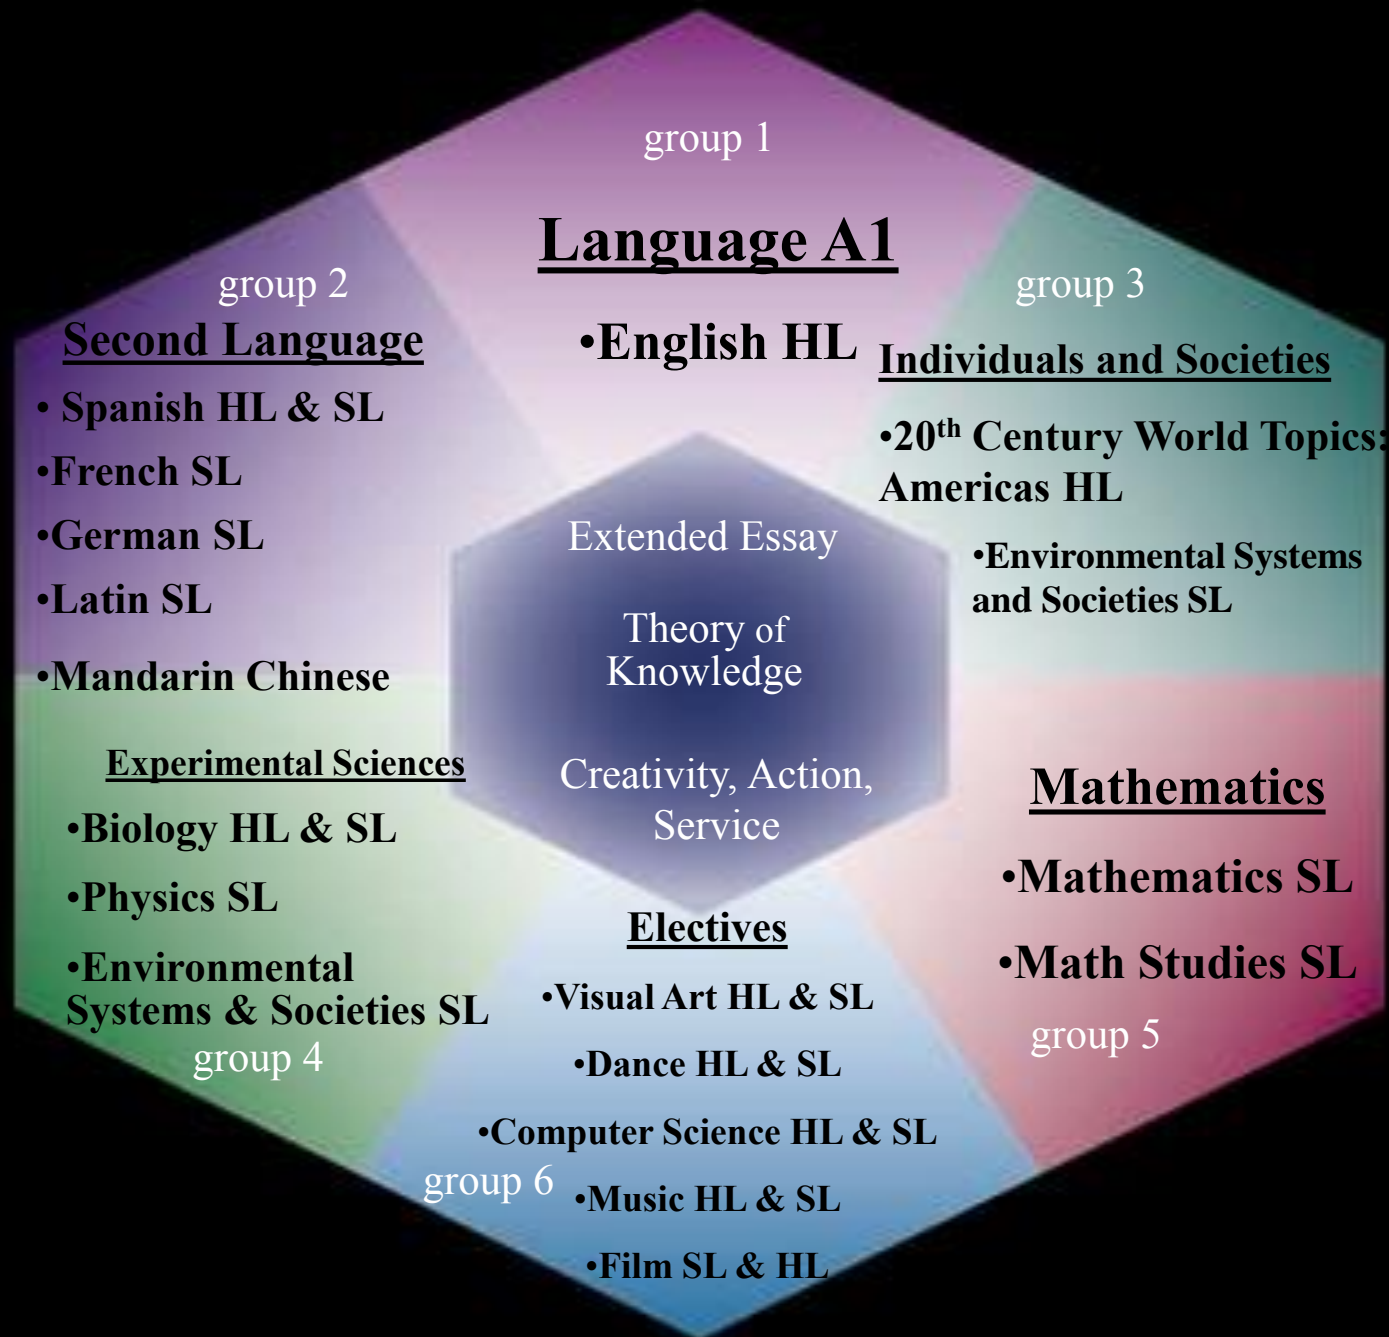 group 1
Language A1
•English HL
group 2
Second Language
• Spanish HL & SL
•French SL
•German SL
•Latin SL
•Mandarin Chinese
group 3
Individuals and Societies
•20th Century World Topics:
Americas HL
•Environmental Systems
and Societies SL
Extended Essay
Theory of
Knowledge
Creativity, Action,
Service
Experimental Sciences
•Biology HL & SL
•Physics SL
•Environmental
Systems & Societies SL
group 4
Mathematics
•Mathematics SL
•Math Studies SL
group 5
Electives
•Visual Art HL & SL
•Dance HL & SL
•Computer Science HL & SL
group 6
•Music HL & SL
•Film SL & HL